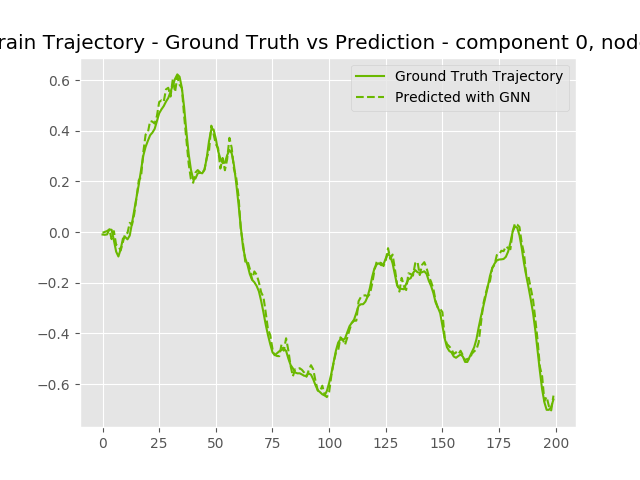 rain Trajectory - Ground Truth vs Prediction - component 0, nod
Ground Truth Trajectory
Predicted with GNN
0.6
0.4
0.2
0.0
−0.2
−0.4
−0.6
0 25 50 75 100 125 150 175 200